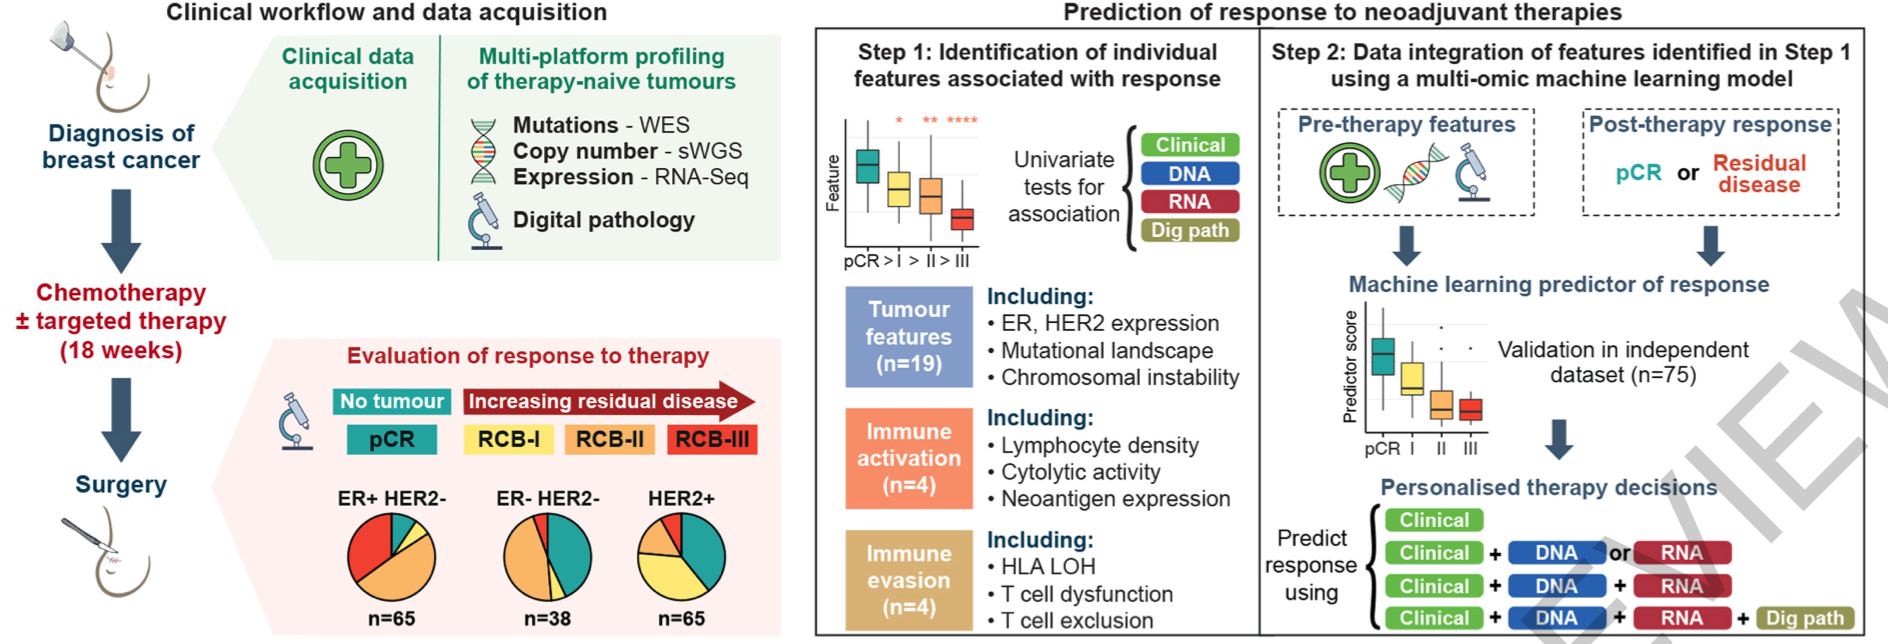 Clinical workflow and data acquisition
Diagnosis of
breast cancer
Chemotherapy
± targeted therapy
(18 weeks)
Surgery
Clinical data
acquisition
Multi-platform profiling
of therapy-naive tumours
Mutations - WES
Copy number - sWGS
Expression - RNA-Seq
Digital pathology
Evaluation of response to therapy
No tumour
Increasing residual disease
pCR
RCB-I
RCB-II
RCB-III
ER+ HER2-
ER- HER2-
HER2+
n=65
n=38
n=65
Prediction of response to neoadjuvant therapies
Step 1: Identification of individual
features associated with response
* ** ****
Feature
pCR > I > II > III
Univariate
tests for
association
Clinical
DNA
RNA
Dig path
Tumour
features
(n=19)
Including:
• ER, HER2 expression
• Mutational landscape
• Chromosomal instability
Immune
activation
(n=4)
Including:
• Lymphocyte density
• Cytolytic activity
• Neoantigen expression
Immune
evasion
(n=4)
Including:
• HLA LOH
• T cell dysfunction
• T cell exclusion
Step 2: Data integration of features identified in Step 1
using a multi-omic machine learning model
Pre-therapy features
Post-therapy response
pCR or Residual
disease
Machine learning predictor of response
Predictor score
pCR I II III
Validation in independent
dataset (n=75)
Personalised therapy decisions
Predict
response
using
Clinical
Clinical + DNA or RNA
Clinical + DNA + RNA
Clinical + DNA + RNA + Dig path
EVIEW